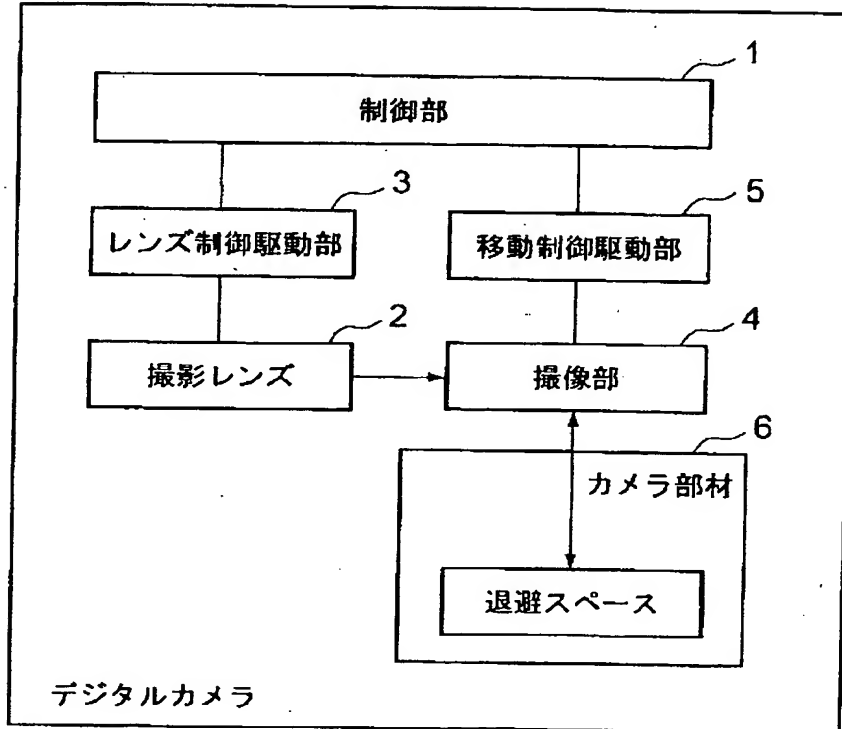 1
制御部
3
5
レンズ制御駆動部
移動制御駆動部
2
4
撮影レンズ
撮像部
6
カメラ部材
退避スペース
デジタルカメラ